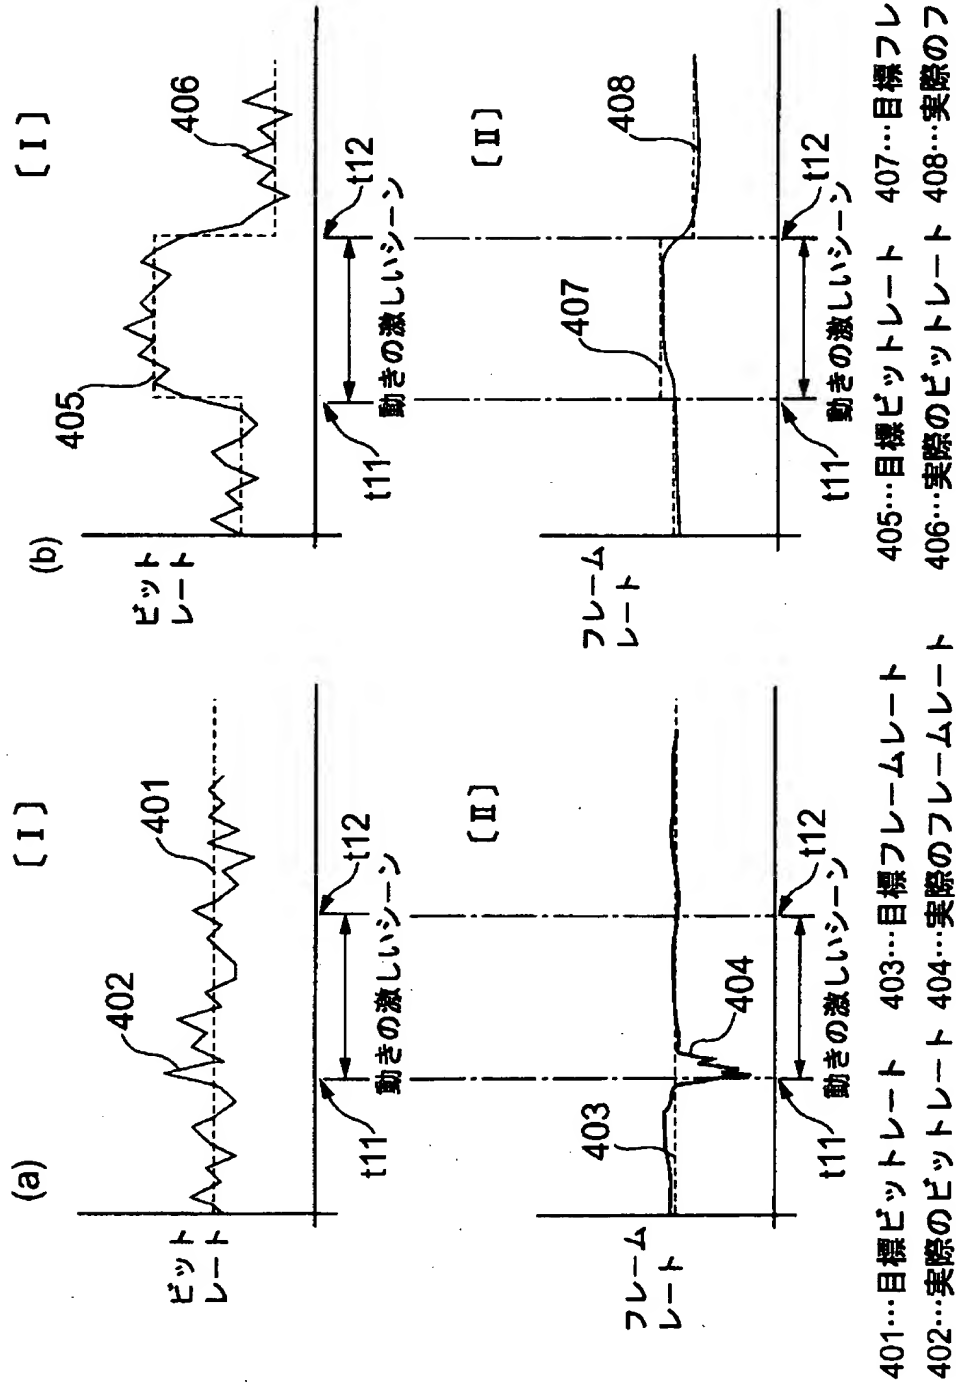 (a)
〔 I 〕
ビット
レート
402
401
t11
t12
動きの激しいシーン
〔 II 〕
フレーム
レート
403
404
t11
t12
動きの激しいシーン
(b)
〔 I 〕
ビット
レート
405
406
t11
t12
動きの激しいシーン
〔 II 〕
フレーム
レート
407
408
t11
t12
動きの激しいシーン
401…目標ビットレート 403…目標フレームレート 405…目標ビットレート 407…目標フレ
402…実際のビットレート 404…実際のフレームレート 406…実際のビットレート 408…実際のフ